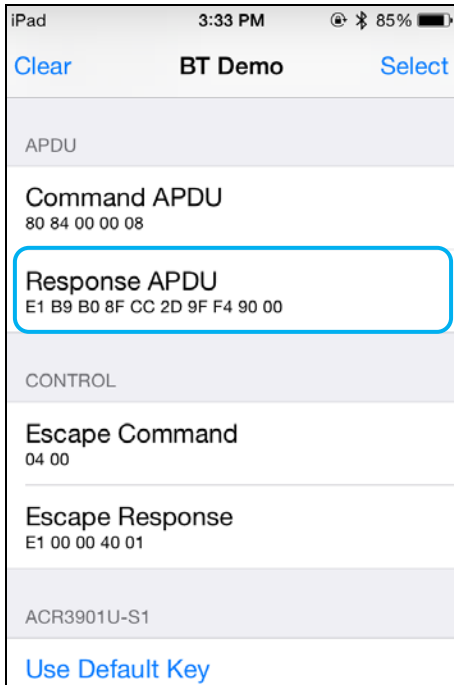 iPad 3:33 PM 85%
Clear BT Demo Select
APDU
Command APDU
80 84 00 00 08
Response APDU
E1 B9 B0 8F CC 2D 9F F4 90 00
CONTROL
Escape Command
04 00
Escape Response
E1 00 00 40 01
ACR3901U-S1
Use Default Key